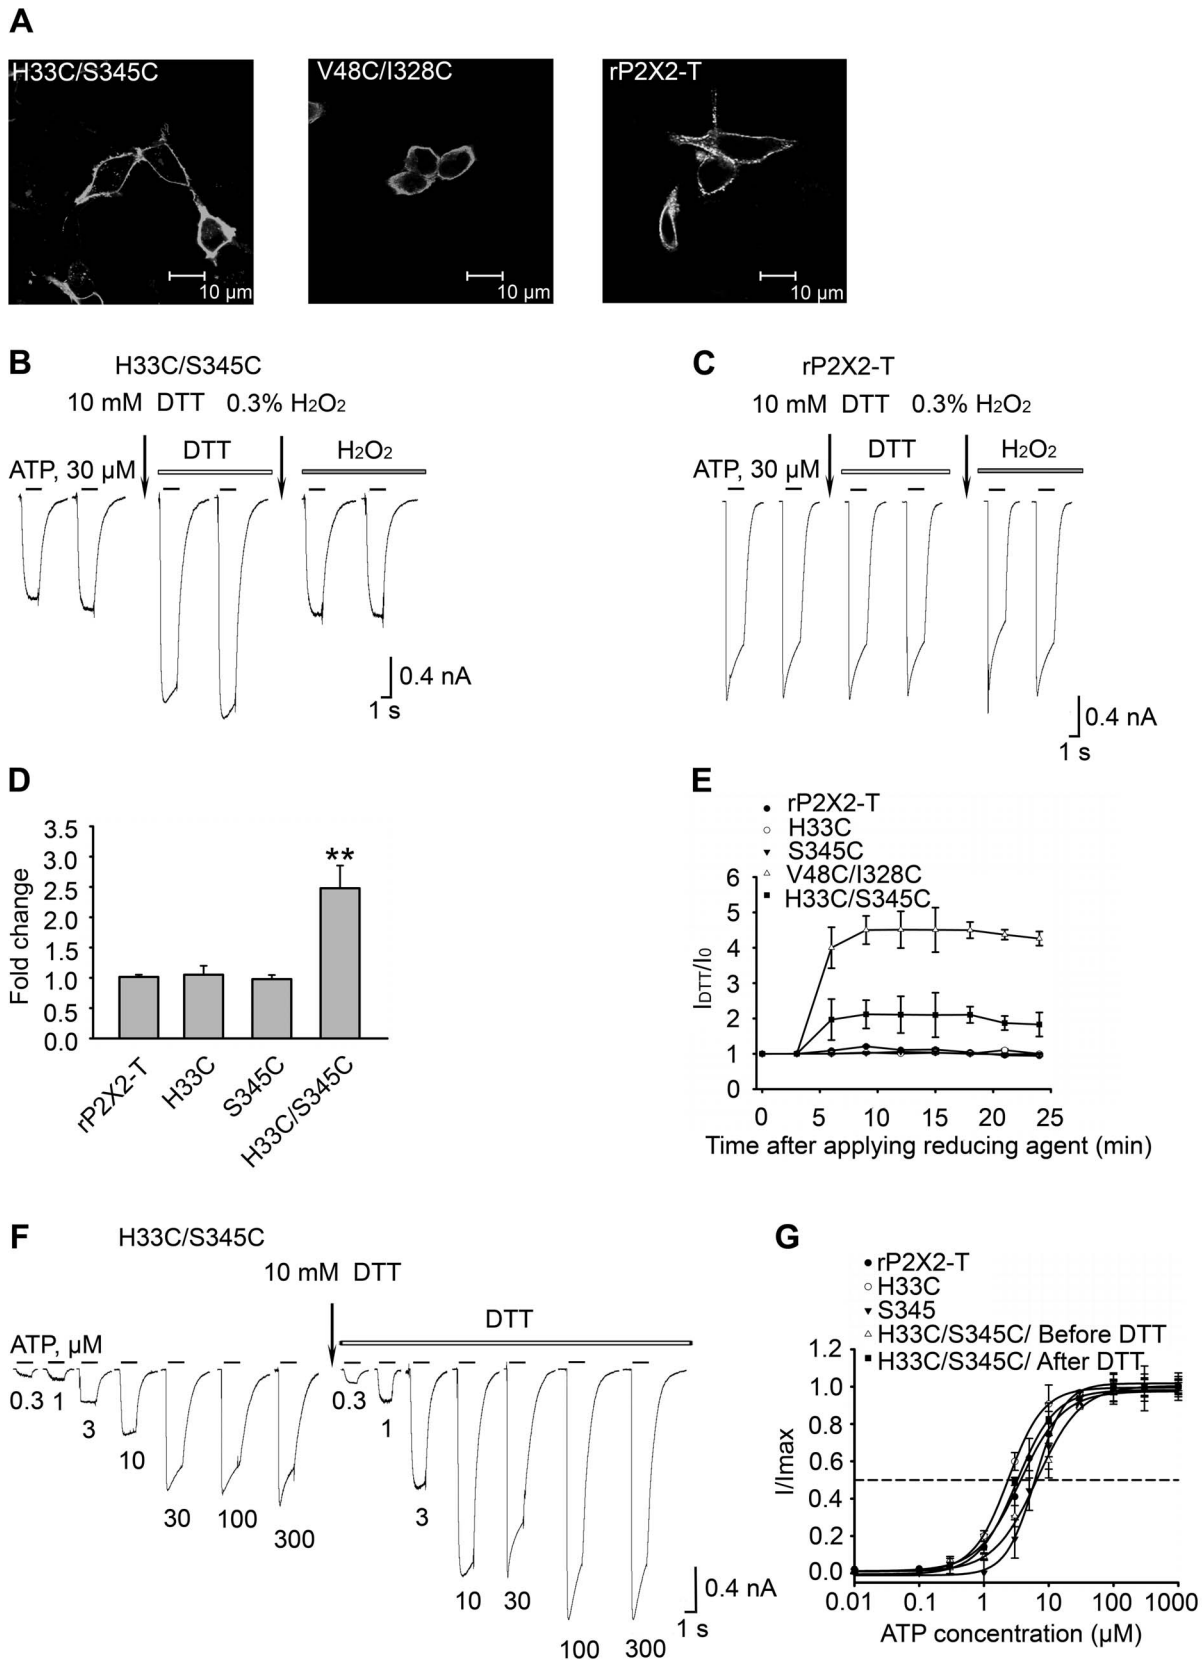 A
H33C/S345C
V48C/I328C
rP2X2-T
10 µm
10 µm
10 µm
B
H33C/S345C
10 mM DTT 0.3% H2O2
DTT
H2O2
ATP, 30 µM
0.4 nA
1 s
C
rP2X2-T
10 mM DTT 0.3% H2O2
DTT
H2O2
ATP, 30 µM
0.4 nA
1 s
D
Fold change
3.5
3.0
2.5
2.0
1.5
1.0
0.5
0.0
**
rP2X2-T
H33C
S345C
H33C/S345C
E
rP2X2-T
H33C
S345C
V48C/I328C
H33C/S345C
IDTT/I0
6
5
4
3
2
1
0
0 5 10 15 20 25
Time after applying reducing agent (min)
F
H33C/S345C
10 mM DTT
DTT
ATP, µM
0.3 1 3 10 30 100 300
0.3 1 3 10 30 100 300
0.4 nA
1 s
G
rP2X2-T
H33C
S345
H33C/S345C/ Before DTT
H33C/S345C/ After DTT
I/Imax
1.2
1.0
0.8
0.6
0.4
0.2
0.0
0.01 0.1 1 10 100 1000
ATP concentration (µM)